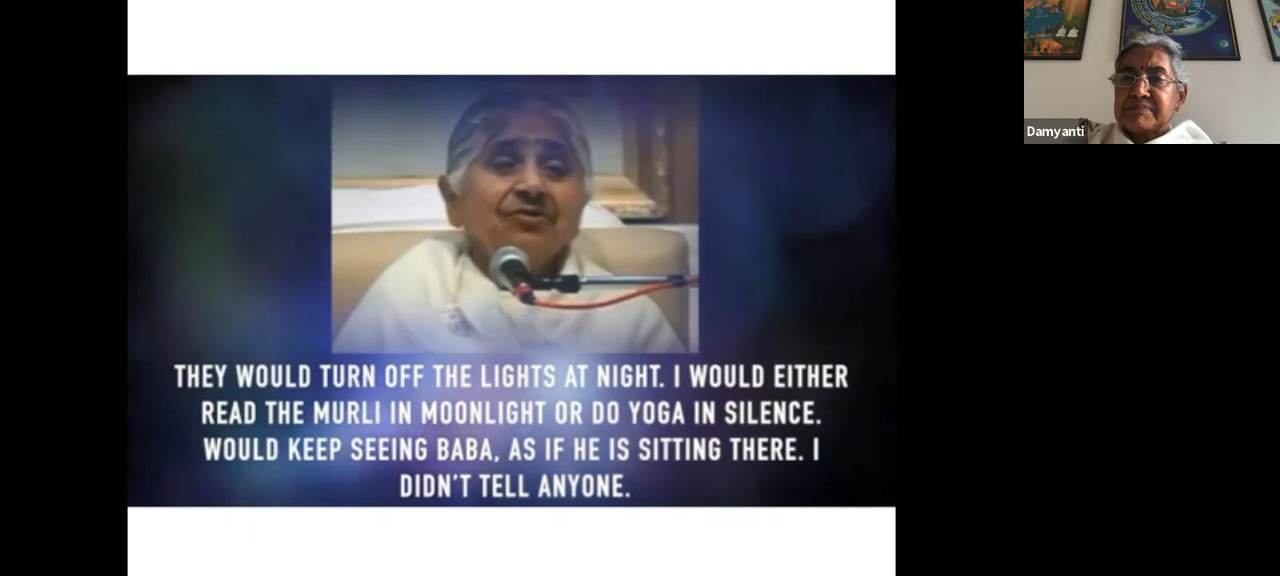 Damyanti
THEY WOULD TURN OFF THE LIGHTS AT NIGHT. I WOULD EITHER
READ THE MURLI IN MOONLIGHT OR DO YOGA IN SILENCE.
WOULD KEEP SEEING BABA, AS IF HE IS SITTING THERE. I
DIDN'T TELL ANYONE.